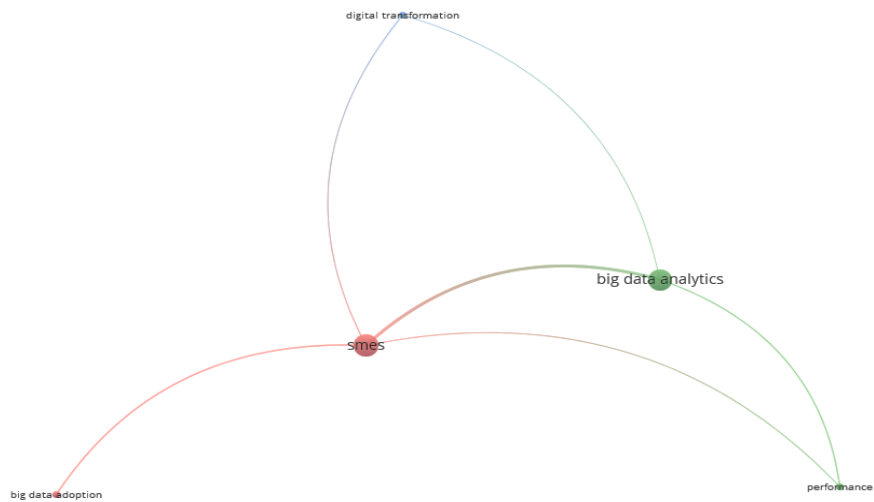 digital transformation
big data analytics
smes
performance
big data adoption